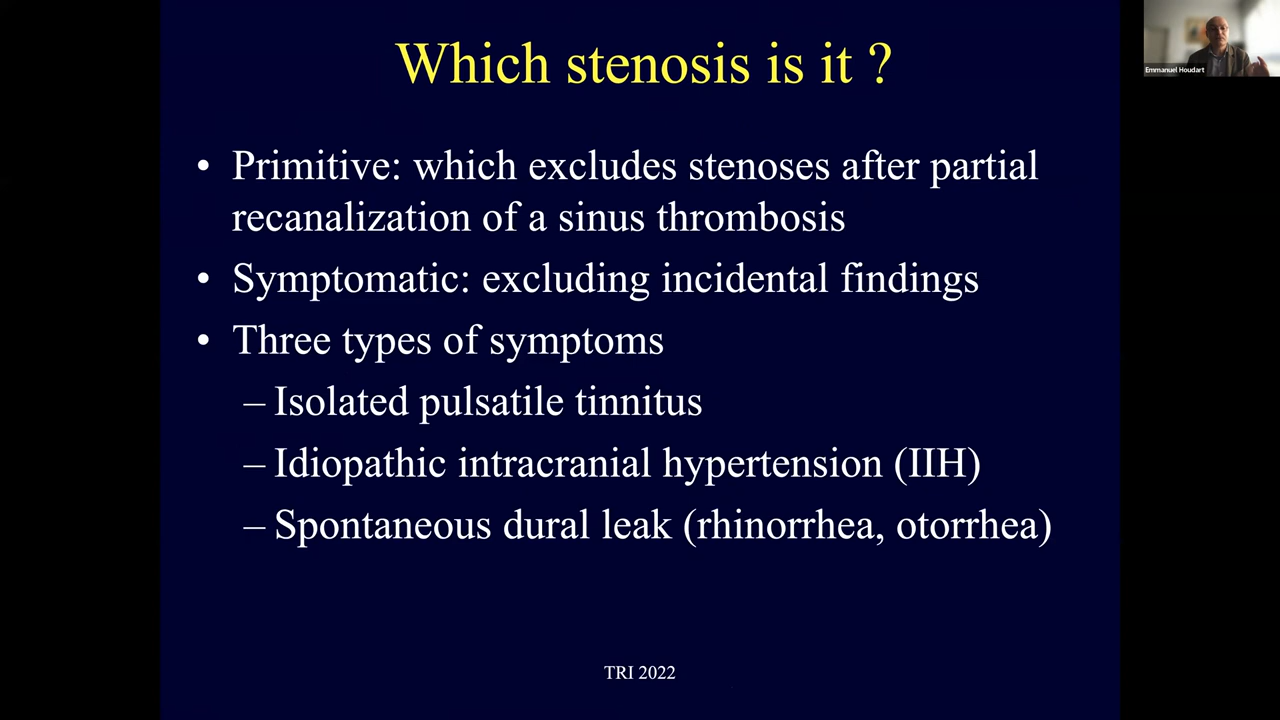 Which stenosis is it ?
Emmanuel Houdart
• Primitive: which excludes stenoses after partial
recanalization of a sinus thrombosis
• Symptomatic: excluding incidental findings
• Three types of symptoms
– Isolated pulsatile tinnitus
– Idiopathic intracranial hypertension (IIH)
– Spontaneous dural leak (rhinorrhea, otorrhea)
TRI 2022